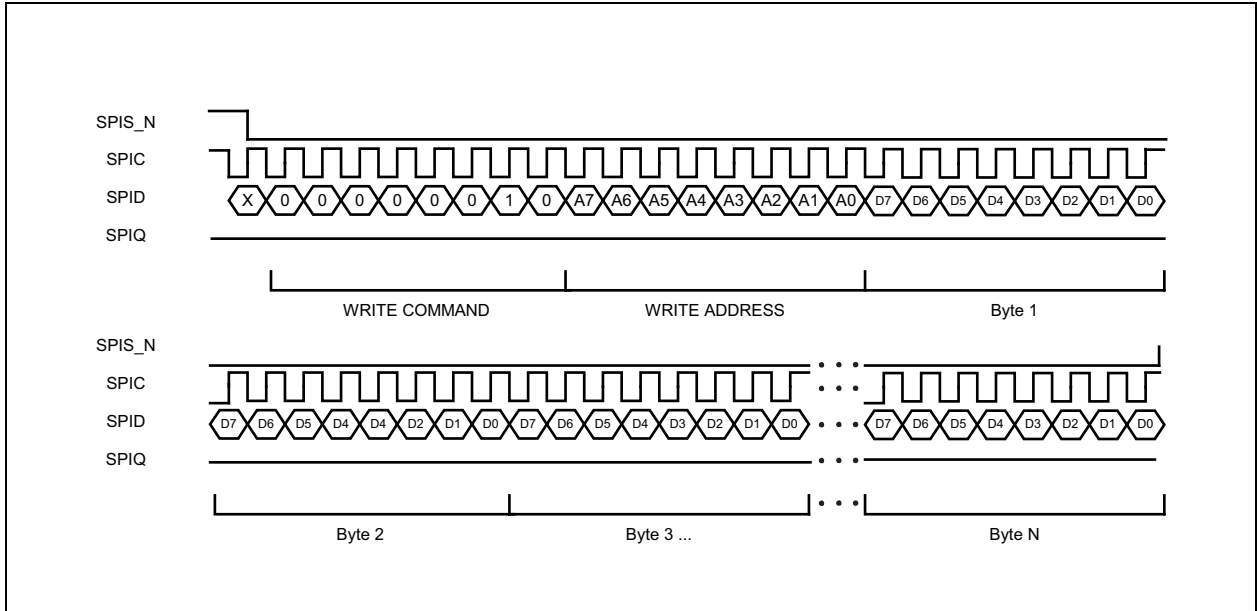 SPIS_N
SPIC
SPID X 0 0 0 0 0 0 1 0 A7 A6 A5 A4 A3 A2 A1 A0 D7 D6 D5 D4 D3 D2 D1 D0
SPIQ
WRITE COMMAND WRITE ADDRESS Byte 1
SPIS_N
SPIC
SPID D7 D6 D5 D4 D4 D2 D1 D0 D7 D6 D5 D4 D3 D2 D1 D0 D7 D6 D5 D4 D3 D2 D1 D0
SPIQ
Byte 2 Byte 3 ... Byte N